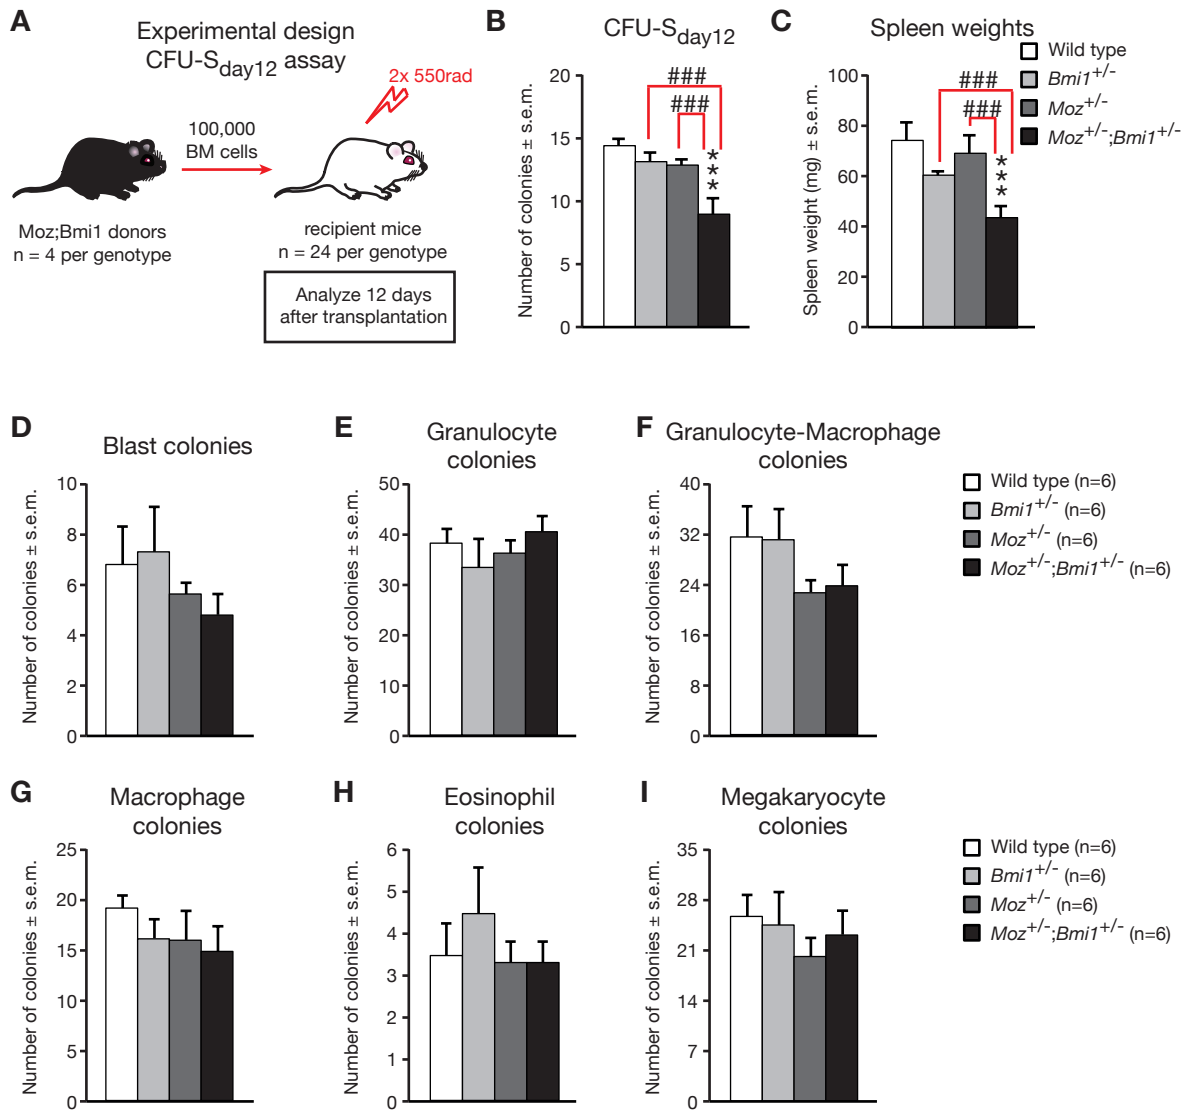 A
Experimental design
CFU-Sday12 assay
2x 550rad
100,000
BM cells
Moz;Bmi1 donors
n = 4 per genotype
recipient mice
n = 24 per genotype
Analyze 12 days
after transplantation
B
CFU-Sday12
Number of colonies ± s.e.m.
20
15
10
5
0
###
###
***
C
Spleen weights
Spleen weight (mg) ± s.e.m.
100
80
60
40
20
0
###
###
***
Wild type
Bmi1+/-
Moz+/-
Moz+/-;Bmi1+/-
D
Blast colonies
Number of colonies ± s.e.m.
10
8
6
4
2
0
E
Granulocyte
colonies
Number of colonies ± s.e.m.
50
40
30
20
10
0
F
Granulocyte-Macrophage
colonies
Number of colonies ± s.e.m.
40
32
24
16
8
0
Wild type (n=6)
Bmi1+/- (n=6)
Moz+/- (n=6)
Moz+/-;Bmi1+/- (n=6)
G
Macrophage
colonies
Number of colonies ± s.e.m.
25
20
15
10
5
0
H
Eosinophil
colonies
Number of colonies ± s.e.m.
6
5
4
3
2
1
0
I
Megakaryocyte
colonies
Number of colonies ± s.e.m.
35
28
21
14
7
0
Wild type (n=6)
Bmi1+/- (n=6)
Moz+/- (n=6)
Moz+/-;Bmi1+/- (n=6)